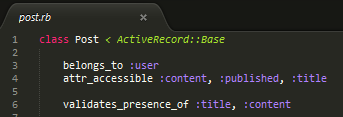 post.rb ×
1 class Post < ActiveRecord::Base
2
3 belongs_to :user
4 attr_accessible :content, :published, :title
5
6 validates_presence_of :title, :content
7